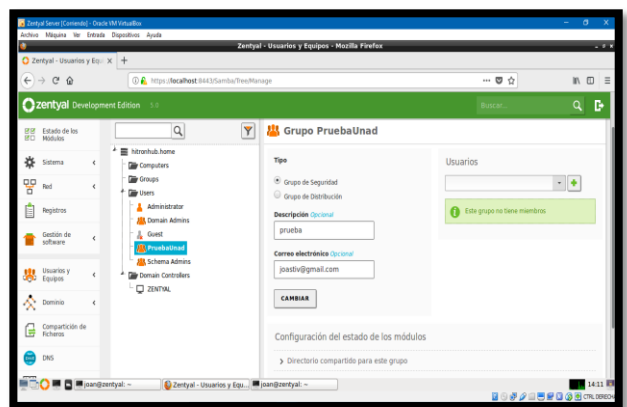 Zentyal Server [Corriendo] - Oracle VM VirtualBox
Archivo Máquina Ver Entrada Dispositivos Ayuda
Zentyal - Usuarios y Equipos - Mozilla Firefox
Zentyal - Usuarios y Equ
https://localhost:8443/Samba/Tree/Manage
zentyal Development Edition 5.0
Buscar...
Estado de los
Módulos
Sistema
Red
Registros
Gestión de
software
Usuarios y
Equipos
Dominio
Compartición de
Ficheros
DNS
hitronhub.home
Computers
Groups
Users
Administrator
Domain Admins
Guest
PruebaUnad
Schema Admins
Domain Controllers
ZENTYAL
Grupo PruebaUnad
Tipo
Grupo de Seguridad
Grupo de Distribución
Descripción Opcional
prueba
Correo electrónico Opcional
joastiv@gmail.com
CAMBIAR
Usuarios
Este grupo no tiene miembros
Configuración del estado de los módulos
Directorio compartido para este grupo
joan@zentyal: ~
Zentyal - Usuarios y Equ...
joan@zentyal: ~
14:11
CTRL DERECHA